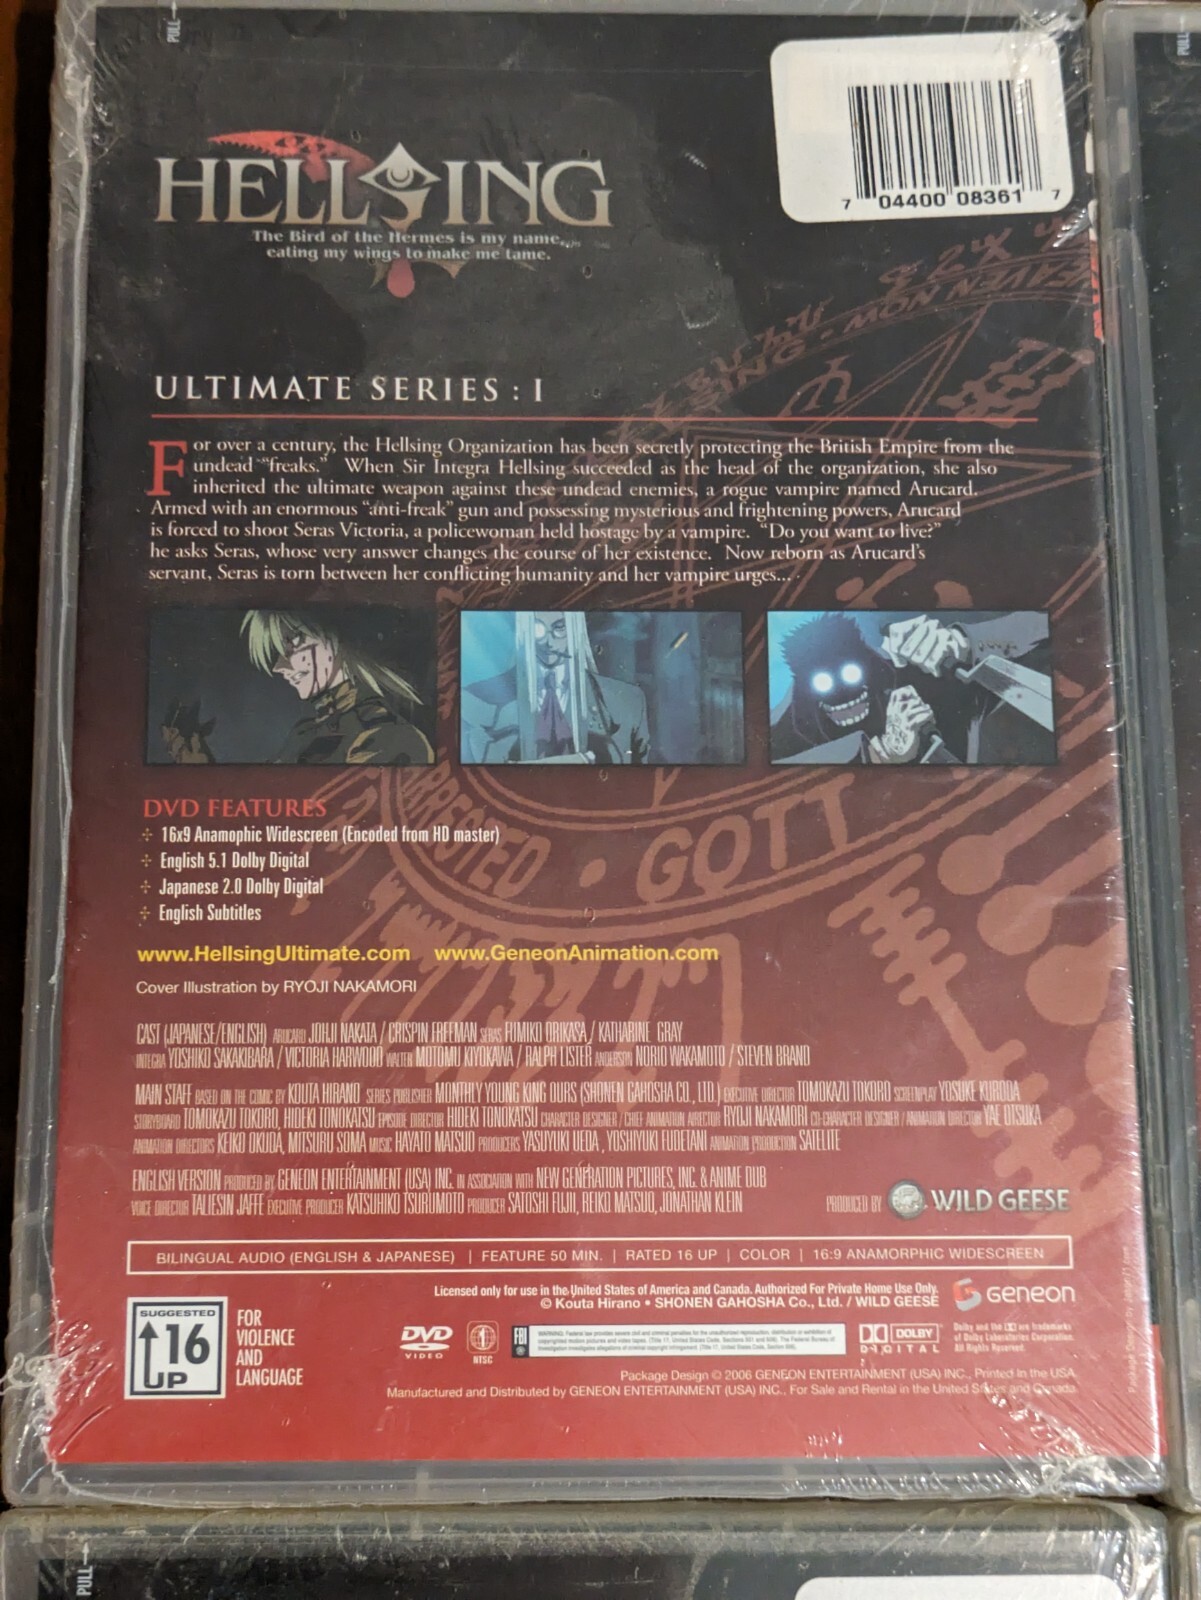 PULL
HELLSING
The Bird of the Hermes is my name,
eating my wings to make me tame.
7 04400 08361 7
ULTIMATE SERIES : I
For over a century, the Hellsing Organization has been secretly protecting the British Empire from the
undead "freaks." When Sir Integra Hellsing succeeded as the head of the organization, she also
inherited the ultimate weapon against these undead enemies, a rogue vampire named Arucard.
Armed with an enormous "anti-freak" gun and possessing mysterious and frightening powers, Arucard
is forced to shoot Seras Victoria, a policewoman held hostage by a vampire. "Do you want to live?"
he asks Seras, whose very answer changes the course of her existence. Now reborn as Arucard's
servant, Seras is torn between her conflicting humanity and her vampire urges...
GOTT
DVD FEATURES
16x9 Anamophic Widescreen (Encoded from HD master)
English 5.1 Dolby Digital
Japanese 2.0 Dolby Digital
English Subtitles
www.HellsingUltimate.com www.GeneonAnimation.com
Cover Illustration by RYOJI NAKAMORI
CAST (JAPANESE/ENGLISH) ARUCARD JOHJI NAKATA / CRISPIN FREEMAN SERAS FUMIKO ORIKASA / KATHARINE GRAY
INTEGRA YOSHIKO SAKAKIBARA / VICTORIA HARWOOD WALTER MOTOMU KIYOKAWA / RALPH LISTER ANDERSON NORIO WAKAMOTO / STEVEN BRAND
MAIN STAFF BASED ON THE COMIC BY KOUTA HIRANO SERIES PUBLISHER MONTHLY YOUNG KING OURS (SHONEN GAHOSHA CO., LTD.) EXECUTIVE DIRECTOR TOMOKAZU TOKORO SCREENPLAY YOSUKE KURODA
STORYBOARD TOMOKAZU TOKORO, HIDEKI TONOKATSU EPISODE DIRECTOR HIDEKI TONOKATSU CHARACTER DESIGNER / CHIEF ANIMATION DIRECTOR RYOJI NAKAMORI CO-CHARACTER DESIGNER / ANIMATION DIRECTOR YAE OTSUKA
ANIMATION DIRECTORS KEIKO OKUDA, MITSURU SOMA MUSIC HAYATO MATSUO PRODUCERS YASUYUKI UEDA, YOSHIYUKI FUDETANI ANIMATION PRODUCTION SATELITE
ENGLISH VERSION PRODUCED BY GENEON ENTERTAINMENT (USA) INC. IN ASSOCIATION WITH NEW GENERATION PICTURES, INC. & ANIME DUB
VOICE DIRECTOR TALIESIN JAFFE EXECUTIVE PRODUCER KATSUHIKO TSURUMOTO PRODUCER SATOSHI FUJII, REIKO MATSUO, JONATHAN KLEIN
PRODUCED BY WILD GEESE
BILINGUAL AUDIO (ENGLISH & JAPANESE) | FEATURE 50 MIN. | RATED 16 UP | COLOR | 16:9 ANAMORPHIC WIDESCREEN
Licensed only for use in the United States of America and Canada. Authorized For Private Home Use Only.
© Kouta Hirano • SHONEN GAHOSHA Co., Ltd. / WILD GEESE
GENEON
SUGGESTED
16
UP
FOR
VIOLENCE
AND
LANGUAGE
DVD
VIDEO
NTSC
FBI
DOLBY
DIGITAL
Dolby and the DD are trademarks
of Dolby Laboratories Corporation.
All Rights Reserved.
Package Design © 2006 GENEON ENTERTAINMENT (USA) INC., Printed In the USA
Manufactured and Distributed by GENEON ENTERTAINMENT (USA) INC., For Sale and Rental in the United States and Canada.
PULL
PULL